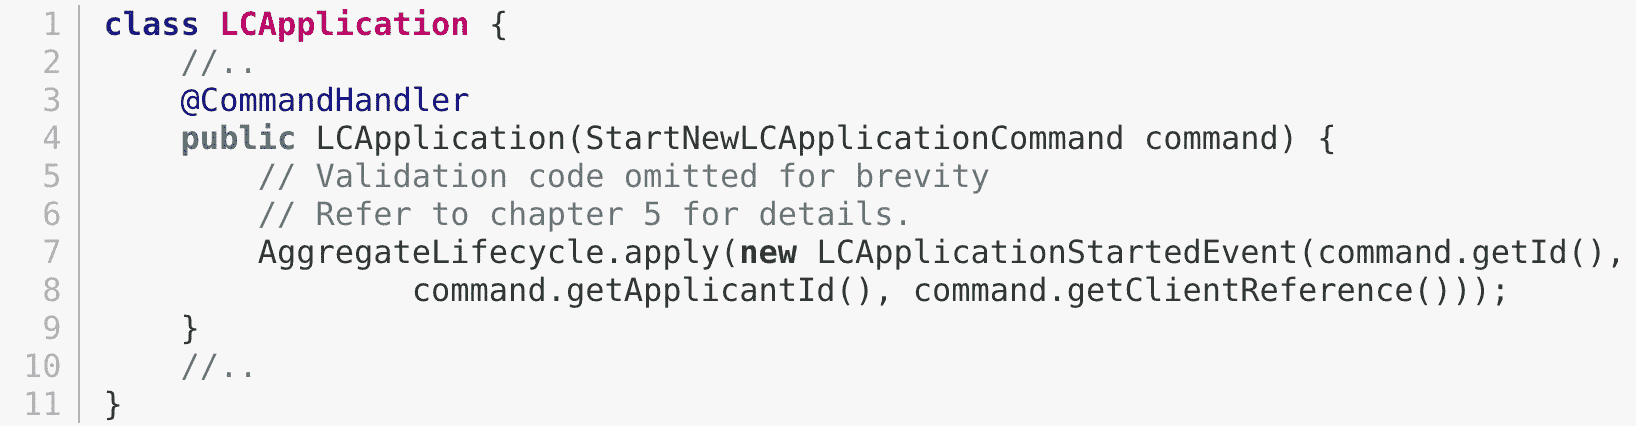 1 class LCApplication {
2 //..
3 @CommandHandler
4 public LCApplication(StartNewLCApplicationCommand command) {
5 // Validation code omitted for brevity
6 // Refer to chapter 5 for details.
7 AggregateLifecycle.apply(new LCApplicationStartedEvent(command.getId(),
8 command.getApplicantId(), command.getClientReference()));
9 }
10 //..
11 }